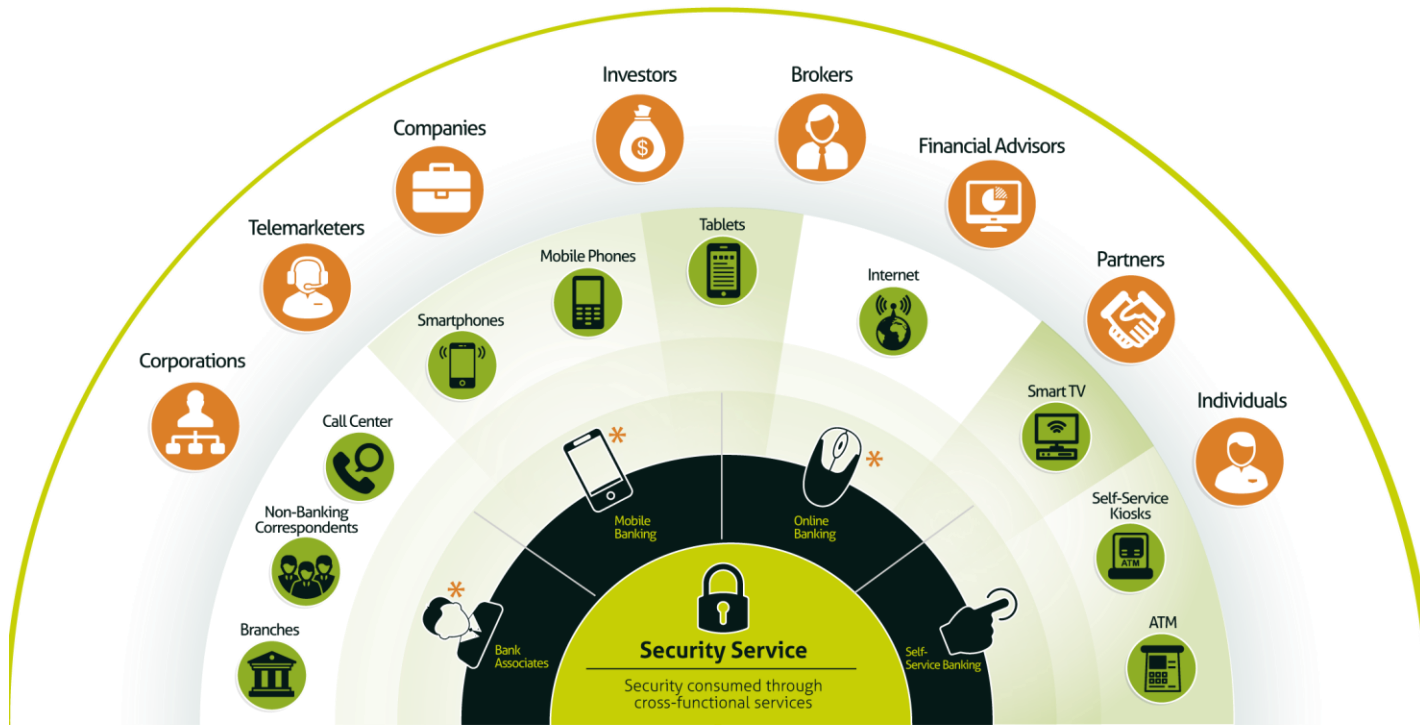 Investors
Brokers
Companies
Financial Advisors
Telemarketers
Tablets
Mobile Phones
Internet
Partners
Smartphones
Corporations
Smart TV
Individuals
Call Center
Non-Banking
Correspondents
Self-Service
Kiosks
ATM
Mobile
Banking
Online
Banking
Branches
ATM
Bank
Associates
Self-
Service Banking
Security Service
Security consumed through
cross-functional services
$
*
*
*